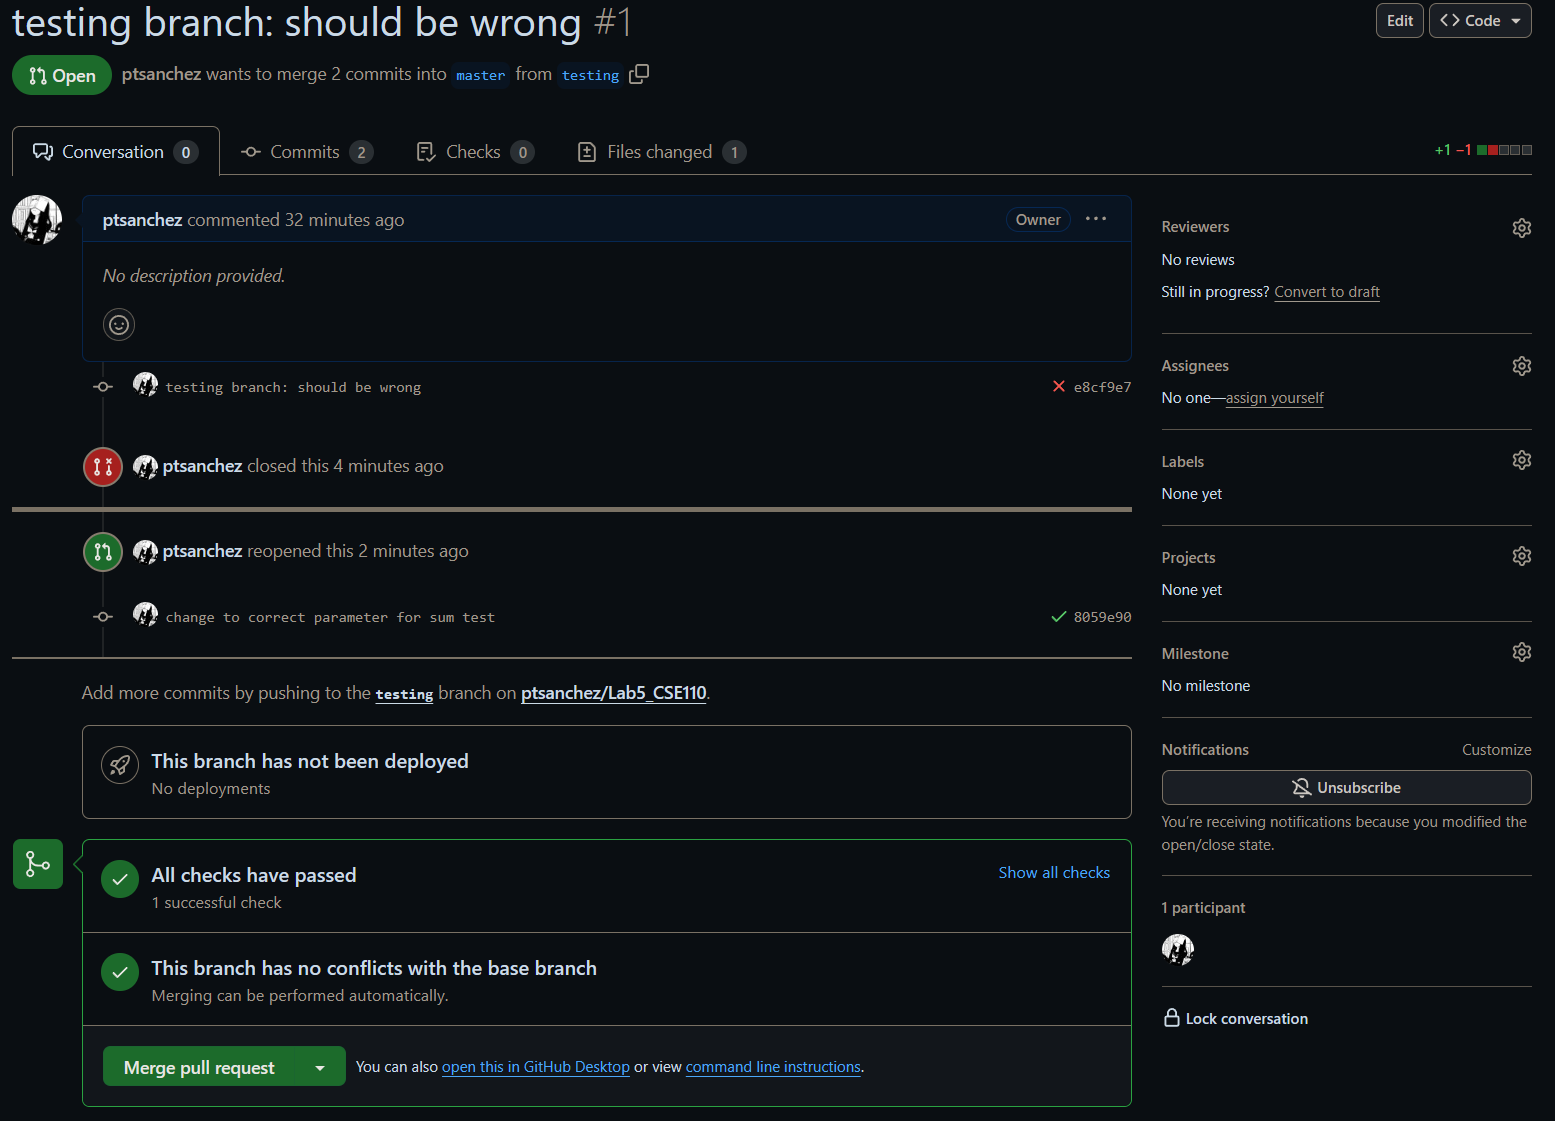 testing branch: should be wrong #1
Edit
<> Code
Open
ptsanchez wants to merge 2 commits into master from testing
Conversation 0
Commits 2
Checks 0
Files changed 1
+1 −1
ptsanchez commented 32 minutes ago
Owner
No description provided.
testing branch: should be wrong
e8cf9e7
ptsanchez closed this 4 minutes ago
ptsanchez reopened this 2 minutes ago
change to correct parameter for sum test
8059e90
Add more commits by pushing to the testing branch on ptsanchez/Lab5_CSE110.
This branch has not been deployed
No deployments
All checks have passed
1 successful check
Show all checks
This branch has no conflicts with the base branch
Merging can be performed automatically.
Merge pull request
You can also open this in GitHub Desktop or view command line instructions.
Reviewers
No reviews
Still in progress? Convert to draft
Assignees
No one—assign yourself
Labels
None yet
Projects
None yet
Milestone
No milestone
Notifications
Customize
Unsubscribe
You're receiving notifications because you modified the
open/close state.
1 participant
Lock conversation